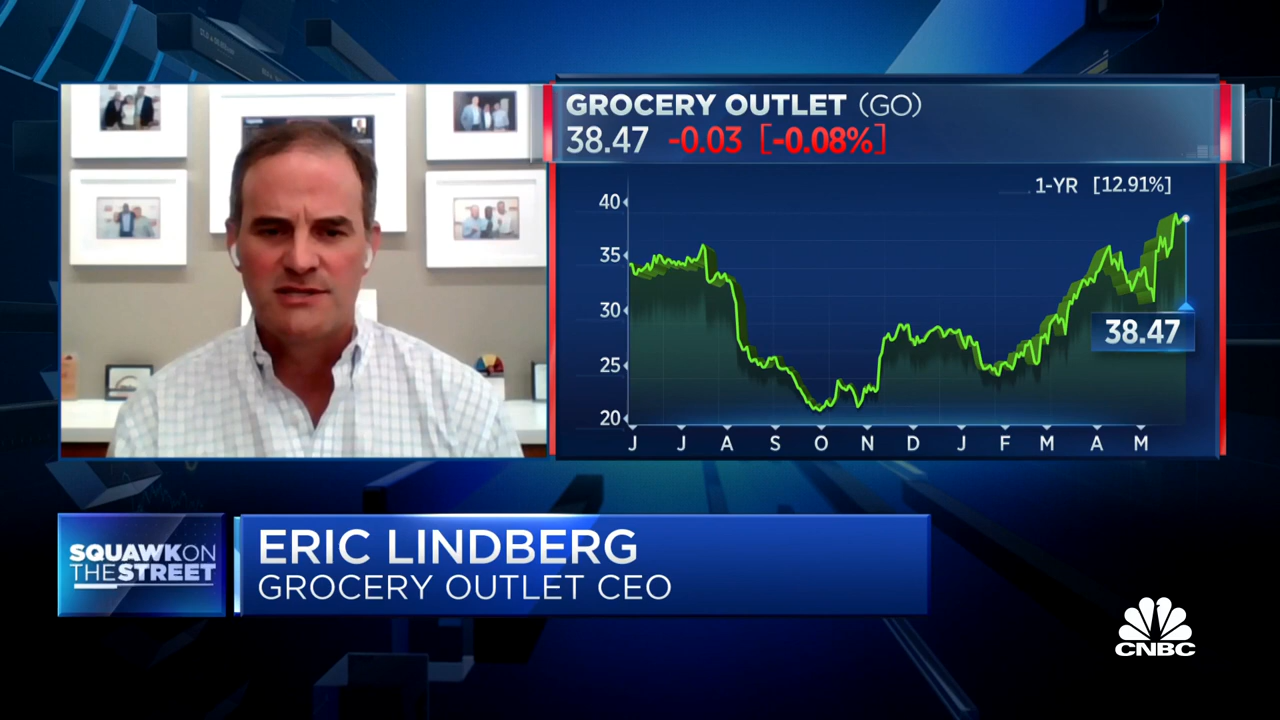 GROCERY OUTLET (GO)
38.47 -0.03 [-0.08%]
1-YR [12.91%]
40
35
30
25
20
38.47
J J A S O N D J F M A M
SQUAWK ON
THE STREET
ERIC LINDBERG
GROCERY OUTLET CEO
CNBC